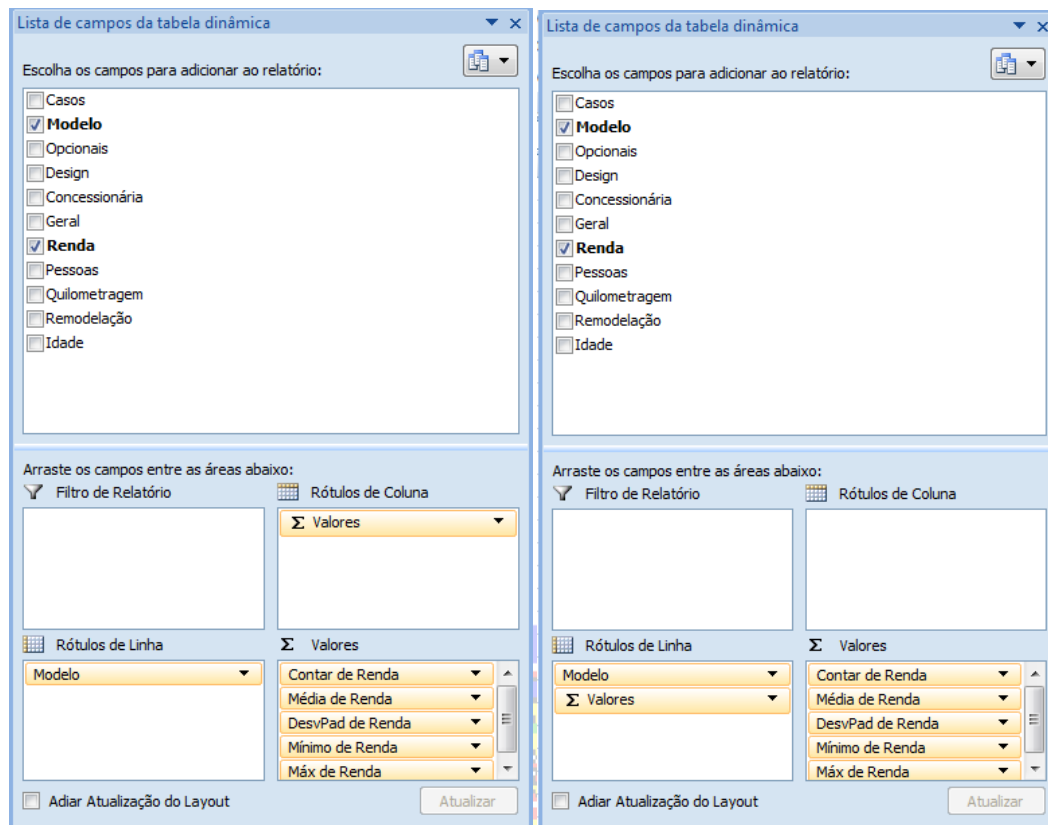 Lista de campos da tabela dinâmica
Escolha os campos para adicionar ao relatório:
Casos
Modelo
Opcionais
Design
Concessionária
Geral
Renda
Pessoas
Quilometragem
Remodelação
Idade
Arraste os campos entre as áreas abaixo:
Filtro de Relatório
Rótulos de Coluna
Σ Valores
Rótulos de Linha
Σ Valores
Modelo
Contar de Renda
Média de Renda
DesvPad de Renda
Mínimo de Renda
Máx de Renda
Adiar Atualização do Layout
Atualizar
Lista de campos da tabela dinâmica
Escolha os campos para adicionar ao relatório:
Casos
Modelo
Opcionais
Design
Concessionária
Geral
Renda
Pessoas
Quilometragem
Remodelação
Idade
Arraste os campos entre as áreas abaixo:
Filtro de Relatório
Rótulos de Coluna
Rótulos de Linha
Σ Valores
Modelo
Σ Valores
Contar de Renda
Média de Renda
DesvPad de Renda
Mínimo de Renda
Máx de Renda
Adiar Atualização do Layout
Atualizar